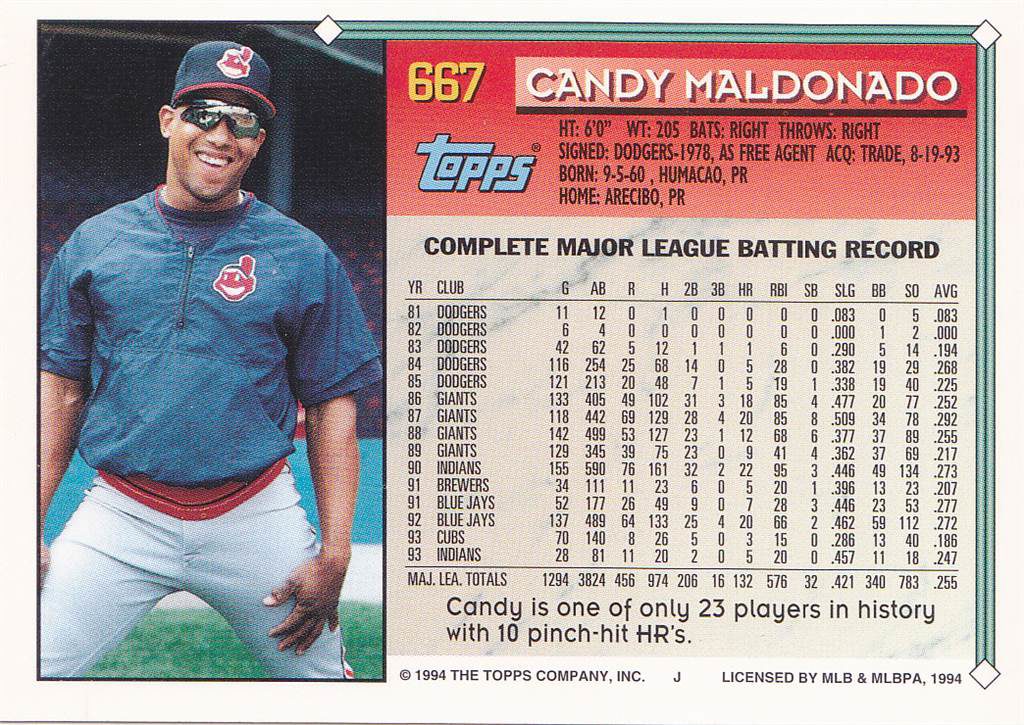 667 CANDY MALDONADO
topps®
HT: 6'0" WT: 205 BATS: RIGHT THROWS: RIGHT
SIGNED: DODGERS-1978, AS FREE AGENT ACQ: TRADE, 8-19-93
BORN: 9-5-60 , HUMACAO, PR
HOME: ARECIBO, PR
COMPLETE MAJOR LEAGUE BATTING RECORD
YR CLUB G AB R H 2B 3B HR RBI SB SLG BB SO AVG
81 DODGERS 11 12 0 1 0 0 0 0 0 .083 0 5 .083
82 DODGERS 6 4 0 0 0 0 0 0 0 .000 1 2 .000
83 DODGERS 42 62 5 12 1 1 1 6 0 .290 5 14 .194
84 DODGERS 116 254 25 68 14 0 5 28 0 .382 19 29 .268
85 DODGERS 121 213 20 48 7 1 5 19 1 .338 19 40 .225
86 GIANTS 133 405 49 102 31 3 18 85 4 .477 20 77 .252
87 GIANTS 118 442 69 129 28 4 20 85 8 .509 34 78 .292
88 GIANTS 142 499 53 127 23 1 12 68 6 .377 37 89 .255
89 GIANTS 129 345 39 75 23 0 9 41 4 .362 37 69 .217
90 INDIANS 155 590 76 161 32 2 22 95 3 .446 49 134 .273
91 BREWERS 34 111 11 23 6 0 5 20 1 .396 13 23 .207
91 BLUE JAYS 52 177 26 49 9 0 7 28 3 .446 23 53 .277
92 BLUE JAYS 137 489 64 133 25 4 20 66 2 .462 59 112 .272
93 CUBS 70 140 8 26 5 0 3 15 0 .286 13 40 .186
93 INDIANS 28 81 11 20 2 0 5 20 0 .457 11 18 .247
MAJ. LEA. TOTALS 1294 3824 456 974 206 16 132 576 32 .421 340 783 .255
Candy is one of only 23 players in history
with 10 pinch-hit HR's.
© 1994 THE TOPPS COMPANY, INC. J LICENSED BY MLB & MLBPA, 1994